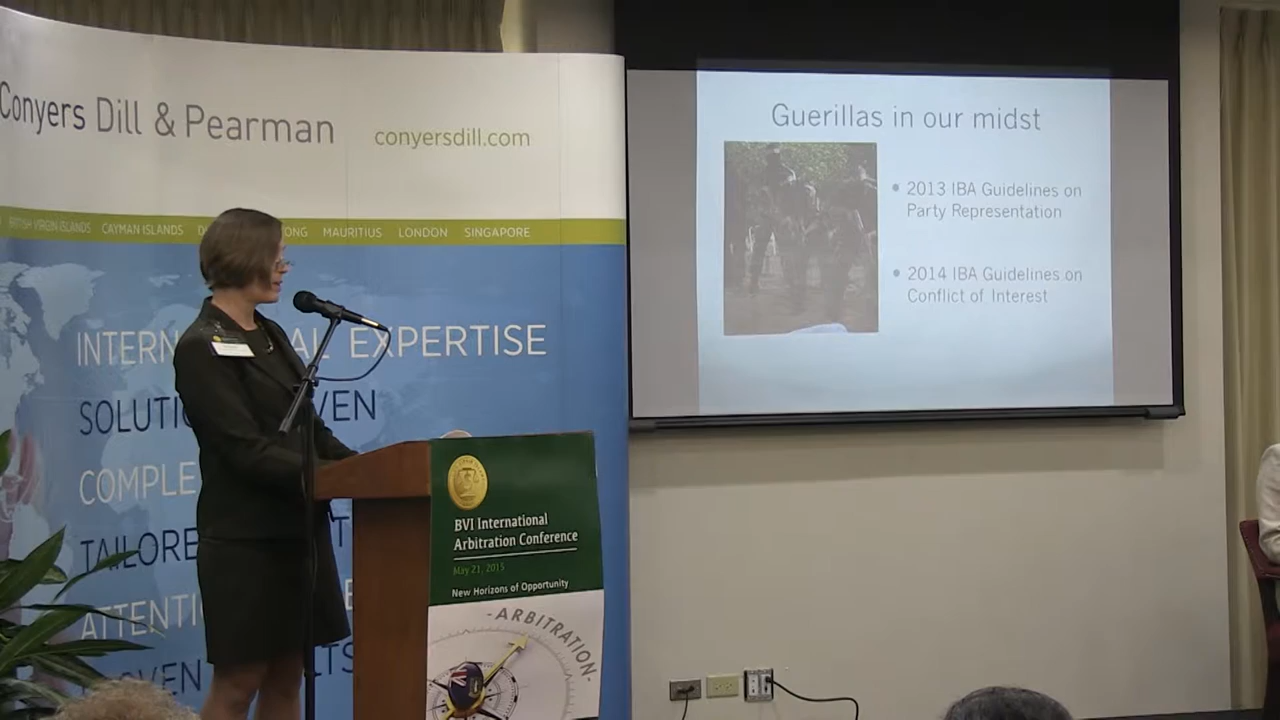 Conyers Dill & Pearman
conyersdill.com
BRITISH VIRGIN ISLANDS CAYMAN ISLANDS
MAURITIUS LONDON SINGAPORE
EXPERTISE
Guerillas in our midst
• 2013 IBA Guidelines on
Party Representation
• 2014 IBA Guidelines on
Conflict of Interest
BVI International
Arbitration Conference
May 21, 2015
New Horizons of Opportunity
-ARBITRATION-